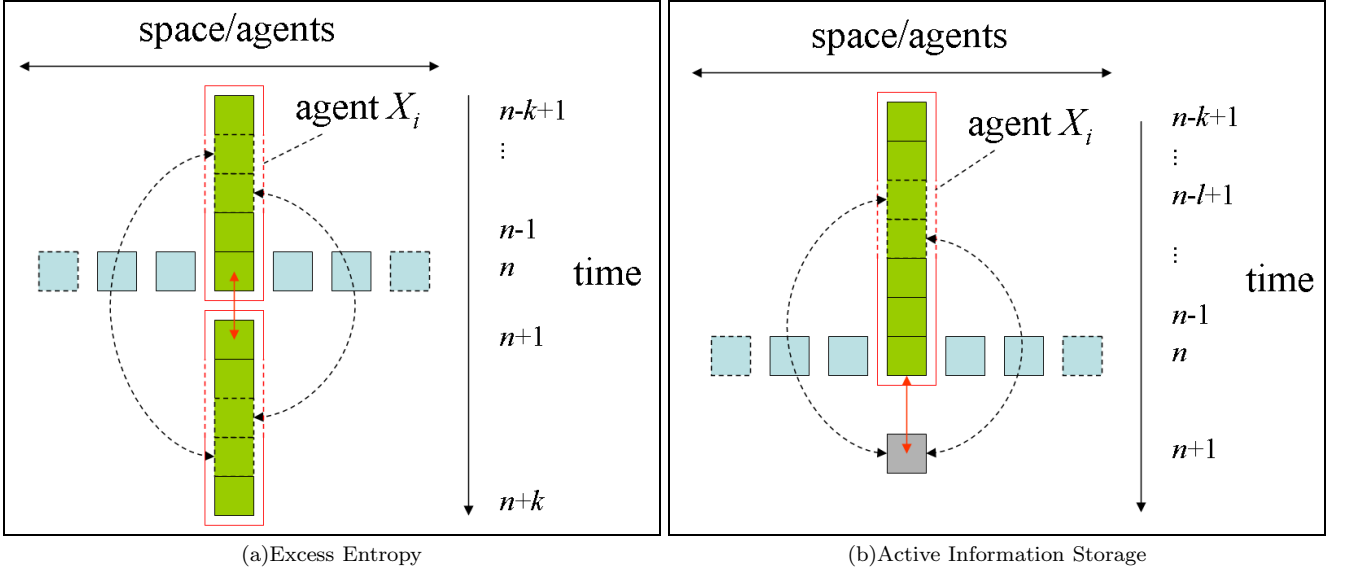 space/agents
agent X_i
n-k+1
⋮
n-1
n
n+1
n+k
time
(a)Excess Entropy
space/agents
agent X_i
n-k+1
⋮
n-l+1
⋮
n-1
n
n+1
time
(b)Active Information Storage